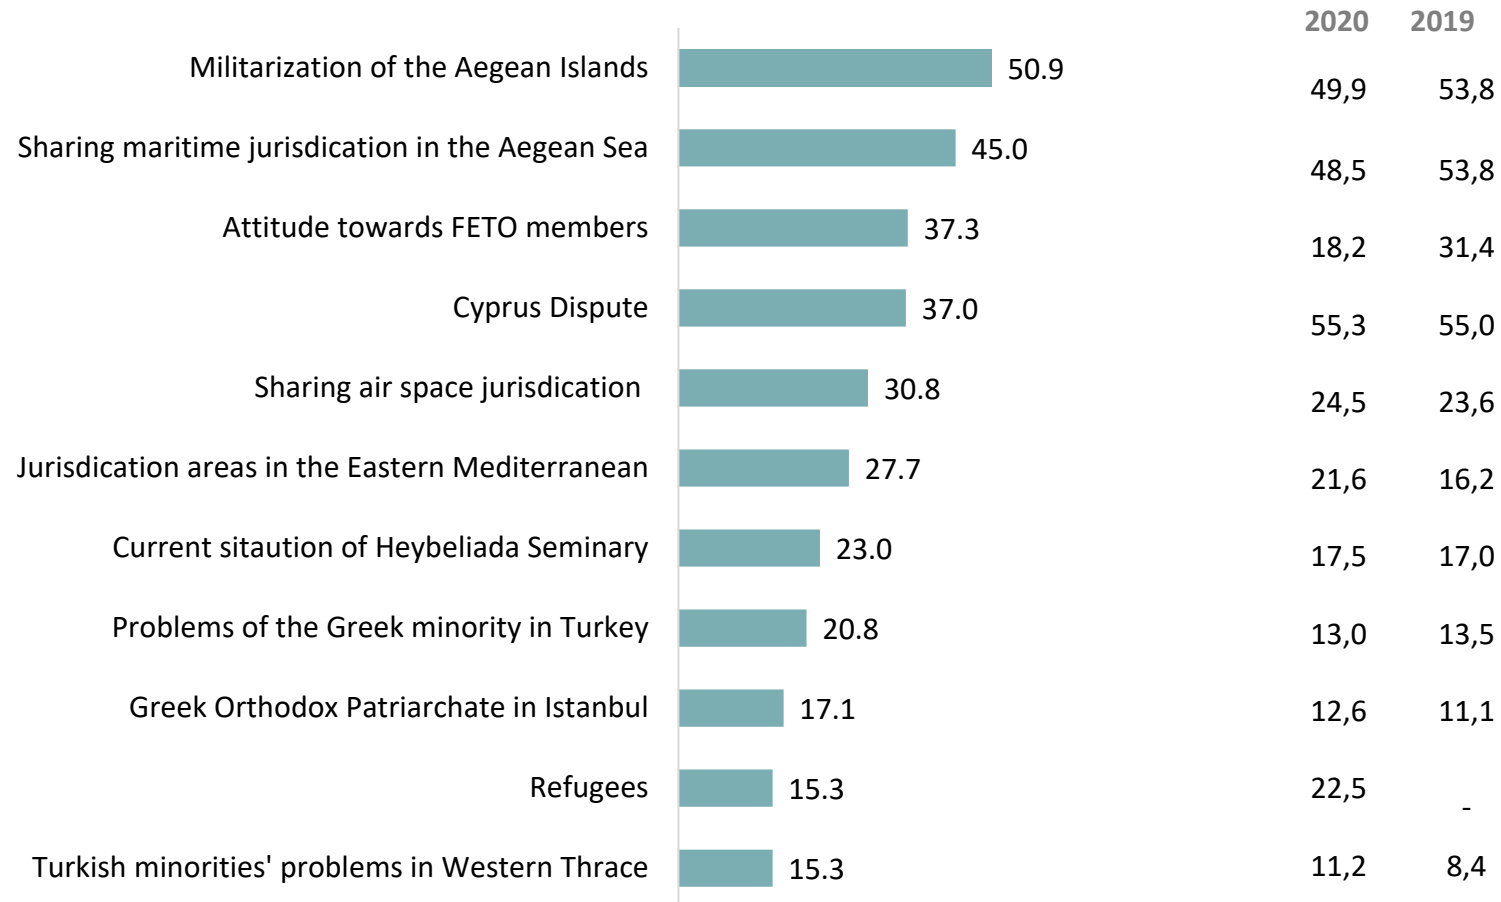 2020 2019
Militarization of the Aegean Islands 50.9 49,9 53,8
Sharing maritime jurisdication in the Aegean Sea 45.0 48,5 53,8
Attitude towards FETO members 37.3 18,2 31,4
Cyprus Dispute 37.0 55,3 55,0
Sharing air space jurisdication 30.8 24,5 23,6
Jurisdication areas in the Eastern Mediterranean 27.7 21,6 16,2
Current sitaution of Heybeliada Seminary 23.0 17,5 17,0
Problems of the Greek minority in Turkey 20.8 13,0 13,5
Greek Orthodox Patriarchate in Istanbul 17.1 12,6 11,1
Refugees 15.3 22,5 -
Turkish minorities' problems in Western Thrace 15.3 11,2 8,4